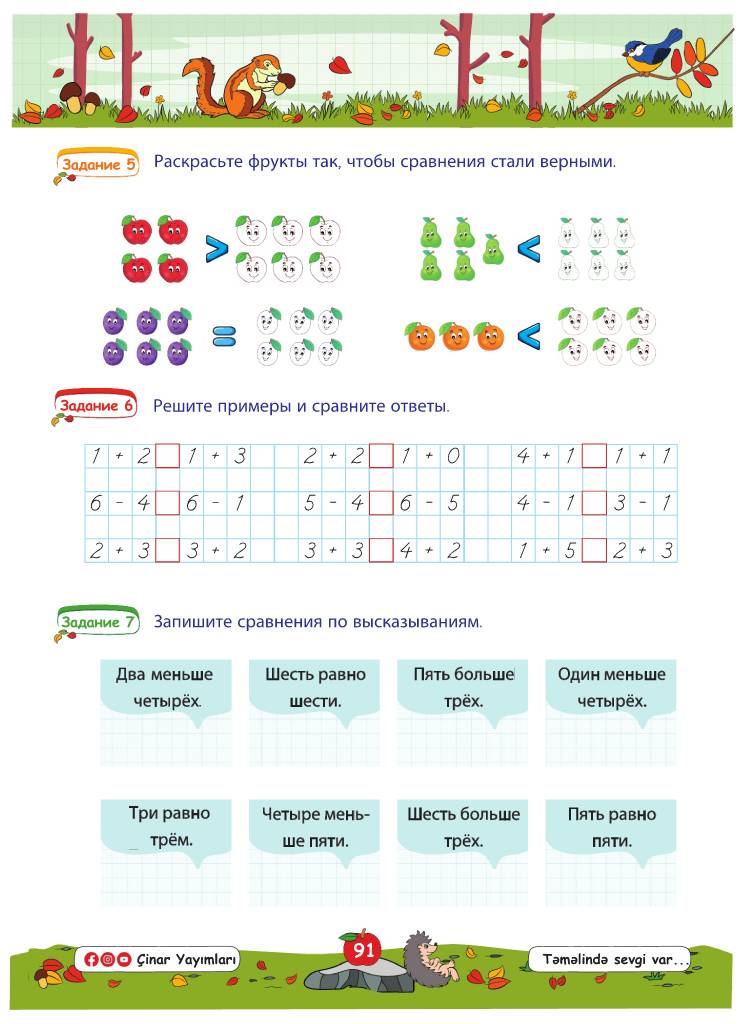 Задание 5
Раскрасьте фрукты так, чтобы сравнения стали верными.
> <
= <
Задание 6
Решите примеры и сравните ответы.
1 + 2 1 + 3 2 + 2 1 + 0 4 + 1 1 + 1
6 - 4 6 - 1 5 - 4 6 - 5 4 - 1 3 - 1
2 + 3 3 + 2 3 + 3 4 + 2 1 + 5 2 + 3
Задание 7
Запишите сравнения по высказываниям.
Два меньше
четырёх.
Шесть равно
шести.
Пять больше
трёх.
Один меньше
четырёх.
Три равно
трём.
Четыре мень-
ше пяти.
Шесть больше
трёх.
Пять равно
пяти.
Çinar Yayımları
91
Təməlində sevgi var...